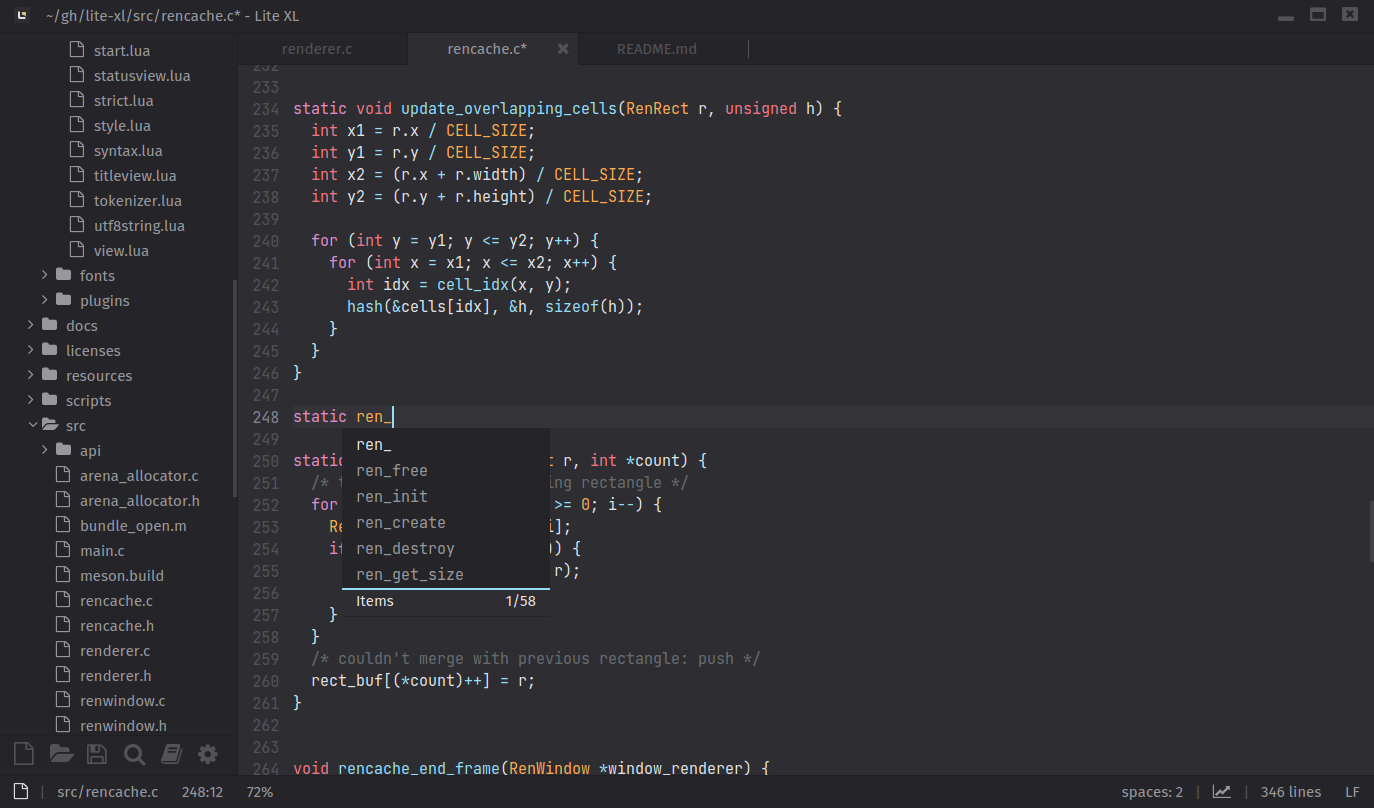 ~/gh/lite-xl/src/rencache.c* - Lite XL
start.lua
statusview.lua
strict.lua
style.lua
syntax.lua
titleview.lua
tokenizer.lua
utf8string.lua
view.lua
fonts
plugins
docs
licenses
resources
scripts
src
api
arena_allocator.c
arena_allocator.h
bundle_open.m
main.c
meson.build
rencache.c
rencache.h
renderer.c
renderer.h
renwindow.c
renwindow.h
renderer.c
rencache.c*
README.md
232
233
234 static void update_overlapping_cells(RenRect r, unsigned h) {
235 int x1 = r.x / CELL_SIZE;
236 int y1 = r.y / CELL_SIZE;
237 int x2 = (r.x + r.width) / CELL_SIZE;
238 int y2 = (r.y + r.height) / CELL_SIZE;
239
240 for (int y = y1; y <= y2; y++) {
241 for (int x = x1; x <= x2; x++) {
242 int idx = cell_idx(x, y);
243 hash(&cells[idx], &h, sizeof(h));
244 }
245 }
246 }
247
248 static ren_
249
250 static r, int *count) {
251 /* ing rectangle */
252 for >= 0; i--) {
253 Re i];
254 if )) {
255 r);
256
257 }
258 }
259 /* couldn't merge with previous rectangle: push */
260 rect_buf[(*count)++] = r;
261 }
262
263
264 void rencache_end_frame(RenWindow *window_renderer) {
ren_
ren_free
ren_init
ren_create
ren_destroy
ren_get_size
Items 1/58
src/rencache.c 248:12 72%
spaces: 2 346 lines LF